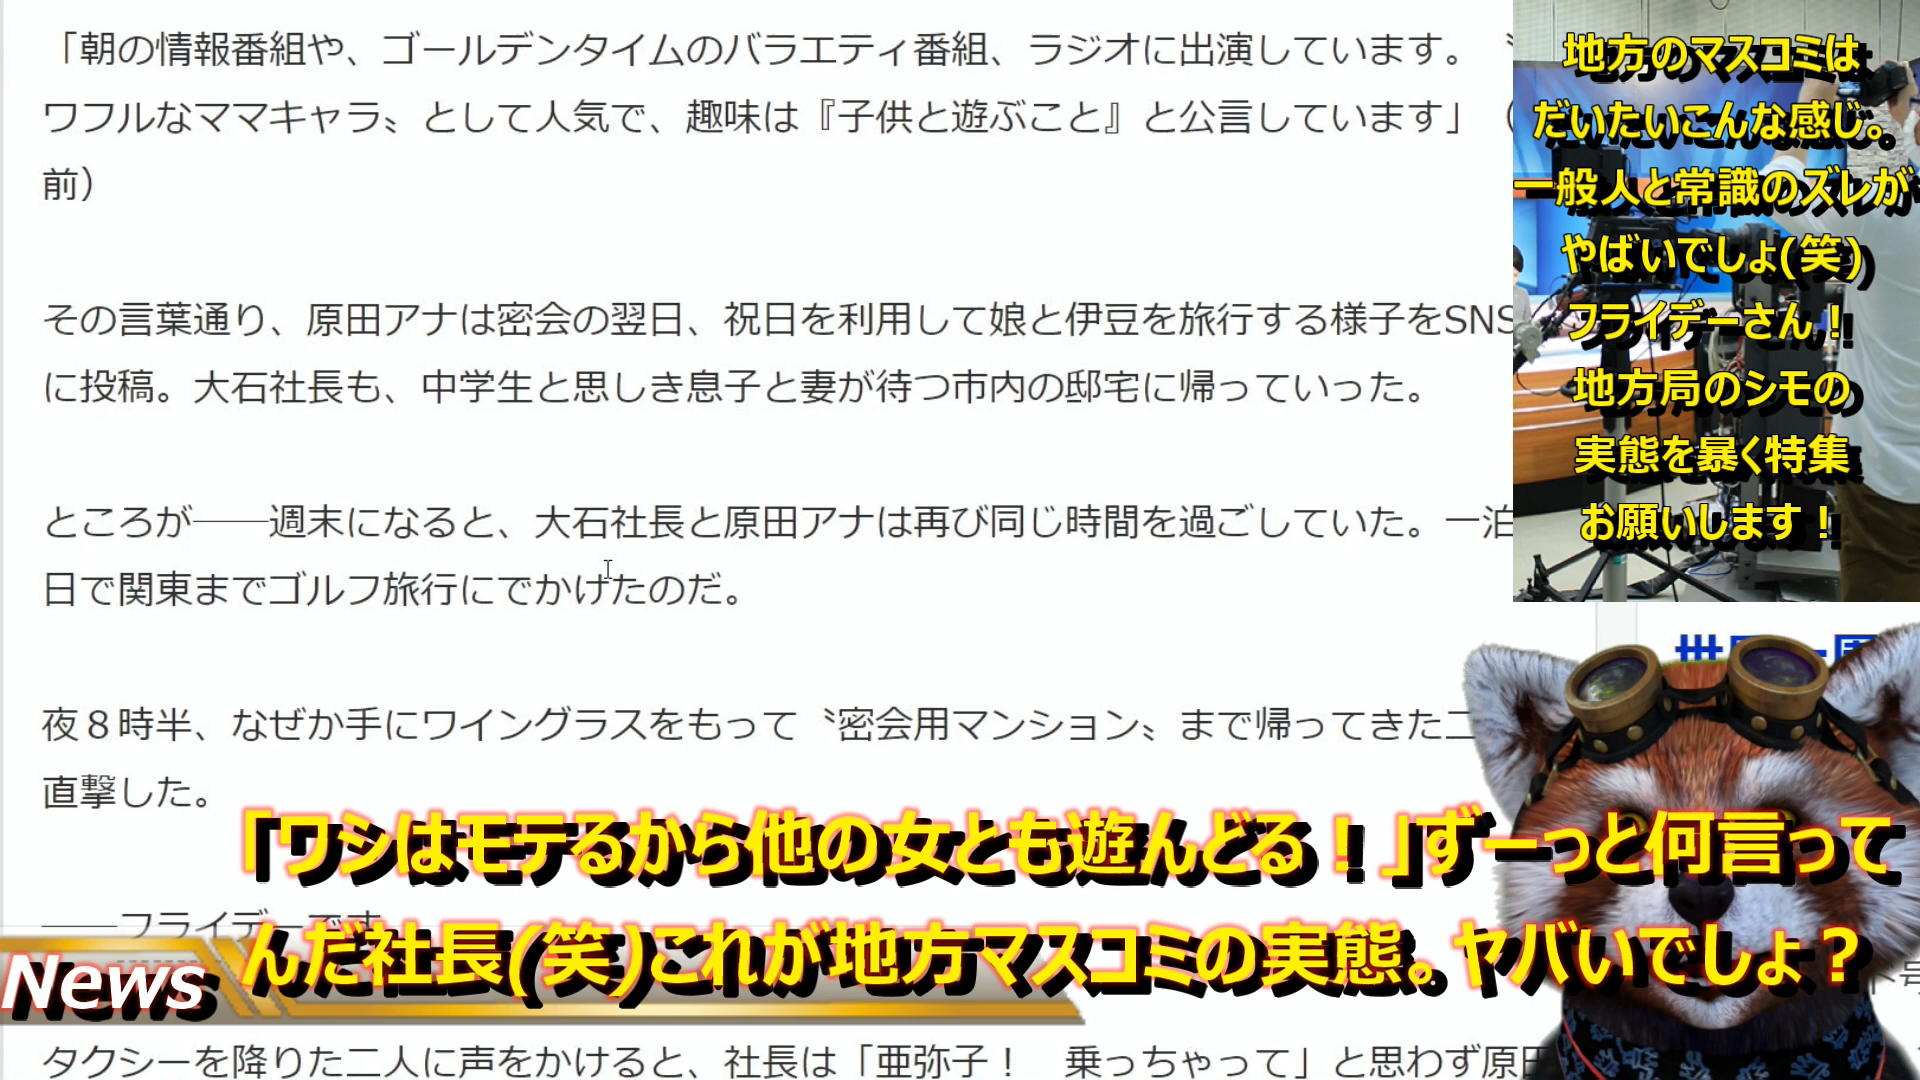 「朝の情報番組や、ゴールデンタイムのバラエティ番組、ラジオに出演しています。〝
ワフルなママキャラ〟として人気で、趣味は『子供と遊ぶこと』と公言しています」（
前）
その言葉通り、原田アナは密会の翌日、祝日を利用して娘と伊豆を旅行する様子をSNS
に投稿。大石社長も、中学生と思しき息子と妻が待つ市内の邸宅に帰っていった。
ところが――週末になると、大石社長と原田アナは再び同じ時間を過ごしていた。一泊
日で関東までゴルフ旅行にでかけたのだ。
夜８時半、なぜか手にワイングラスをもって〝密会用マンション〟まで帰ってきた二
直撃した。
――フライデーです
タクシーを降りた二人に声をかけると、社長は「亜弥子！　乗っちゃって」と思わず原田
地方のマスコミは
だいたいこんな感じ。
一般人と常識のズレが
やばいでしょ(笑)
フライデーさん！
地方局のシモの
実態を暴く特集
お願いします！
「ワシはモテるから他の女とも遊んどる！」ずーっと何言って
んだ社長(笑)これが地方マスコミの実態。ヤバいでしょ？
News